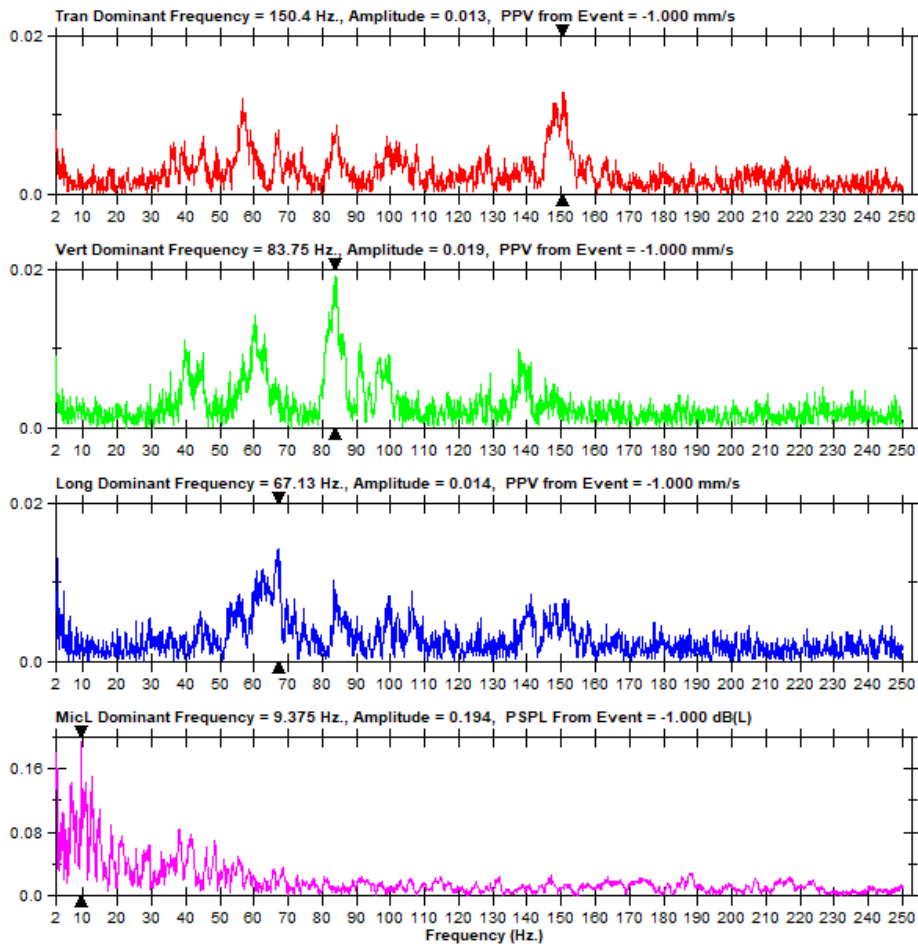 Tran Dominant Frequency = 150.4 Hz., Amplitude = 0.013, PPV from Event = -1.000 mm/s
0.02
0.0
2 10 20 30 40 50 60 70 80 90 100 110 120 130 140 150 160 170 180 190 200 210 220 230 240 250
Vert Dominant Frequency = 83.75 Hz., Amplitude = 0.019, PPV from Event = -1.000 mm/s
0.02
0.0
2 10 20 30 40 50 60 70 80 90 100 110 120 130 140 150 160 170 180 190 200 210 220 230 240 250
Long Dominant Frequency = 67.13 Hz., Amplitude = 0.014, PPV from Event = -1.000 mm/s
0.02
0.0
2 10 20 30 40 50 60 70 80 90 100 110 120 130 140 150 160 170 180 190 200 210 220 230 240 250
MicL Dominant Frequency = 9.375 Hz., Amplitude = 0.194, PSPL From Event = -1.000 dB(L)
0.16
0.08
0.0
2 10 20 30 40 50 60 70 80 90 100 110 120 130 140 150 160 170 180 190 200 210 220 230 240 250
Frequency (Hz.)